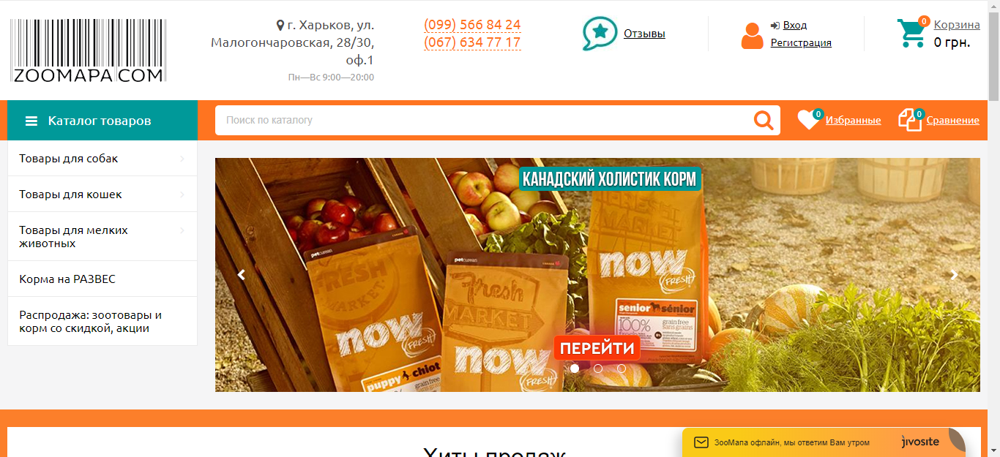 ZOOMAPA COM
г. Харьков, ул.
Малогончаровская, 28/30,
оф.1
Пн—Вс 9:00—20:00
(099) 566 84 24
(067) 634 77 17
Отзывы
Вход
Регистрация
0
Корзина
0 грн.
Каталог товаров
Поиск по каталогу
0
Избранные
0
Сравнение
Товары для собак
Товары для кошек
Товары для мелких
животных
Корма на РАЗВЕС
Распродажа: зоотовары и
корм со скидкой, акции
КАНАДСКИЙ ХОЛИСТИК КОРМ
petcurean
FRESH
MARKET
now
FRESH!
puppy chiot
grain free
petcurean
Fresh
MARKET
now
FRESH!
FRESH
MARKET
now
FRESH!
senior sénior
100%
grain free
sans grains
ПЕРЕЙТИ
Хиты продаж
ЗооМапа офлайн, мы ответим Вам утром
jivosite